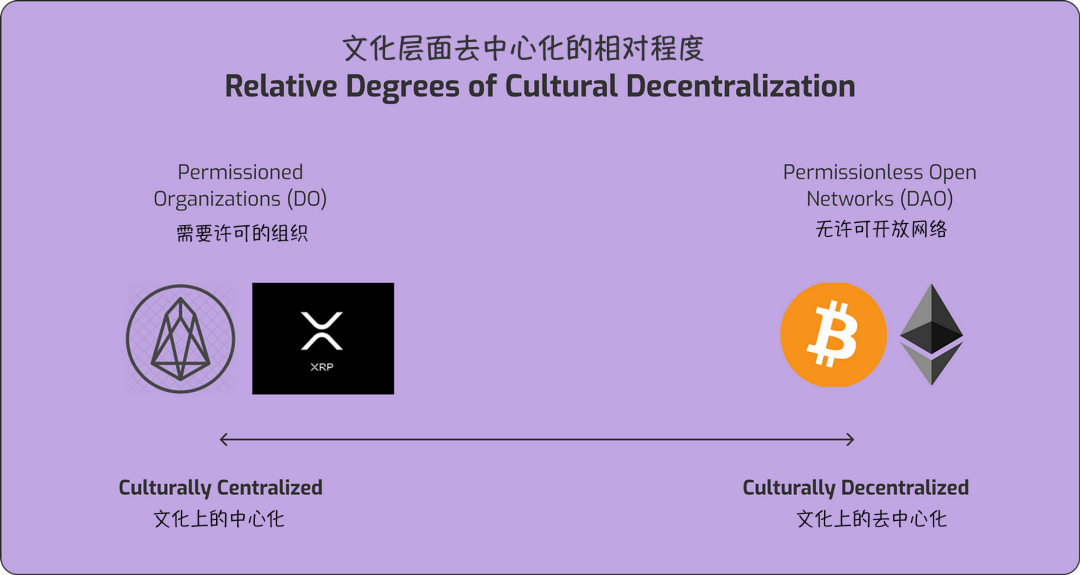 文化层面去中心化的相对程度
Relative Degrees of Cultural Decentralization
Permissioned
Organizations (DO)
需要许可的组织
Permissionless Open
Networks (DAO)
无许可开放网络
XRP
Culturally Centralized
文化上的中心化
Culturally Decentralized
文化上的去中心化